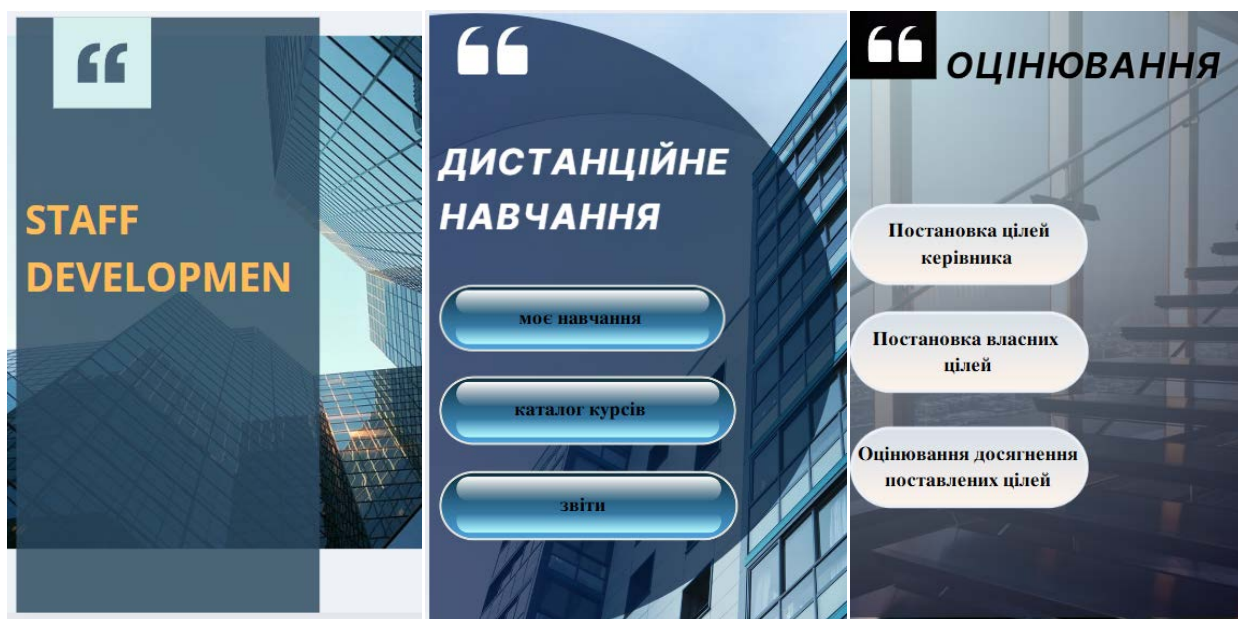 STAFF
DEVELOPMEN
ДИСТАНЦІЙНЕ
НАВЧАННЯ
моє навчання
каталог курсів
звіти
ОЦІНЮВАННЯ
Постановка цілей
керівника
Постановка власних
цілей
Оцінювання досягнення
поставлених цілей